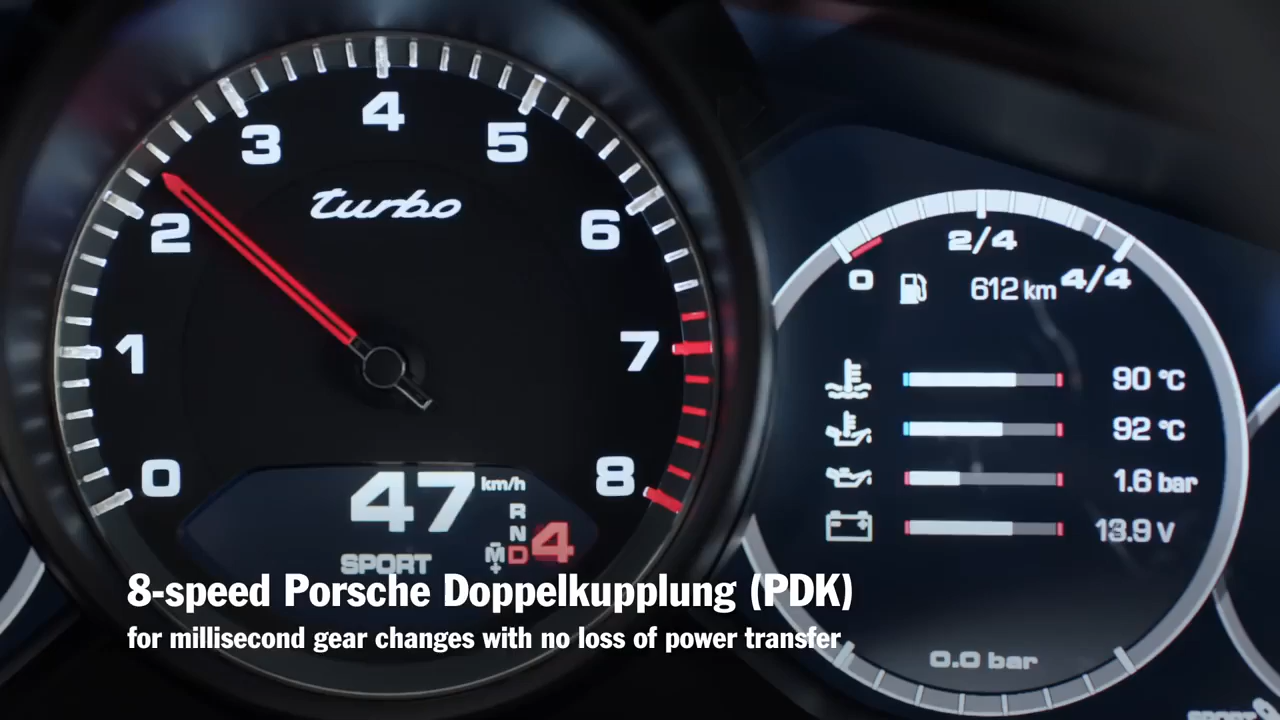 4
3
5
turbo
2
6
1
7
0
8
47 km/h
R
N
M D 4
SPORT
2/4
0
4/4
612 km
90 °C
92 °C
1.6 bar
13.9 V
0.0 bar
SPORT
8-speed Porsche Doppelkupplung (PDK)
for millisecond gear changes with no loss of power transfer